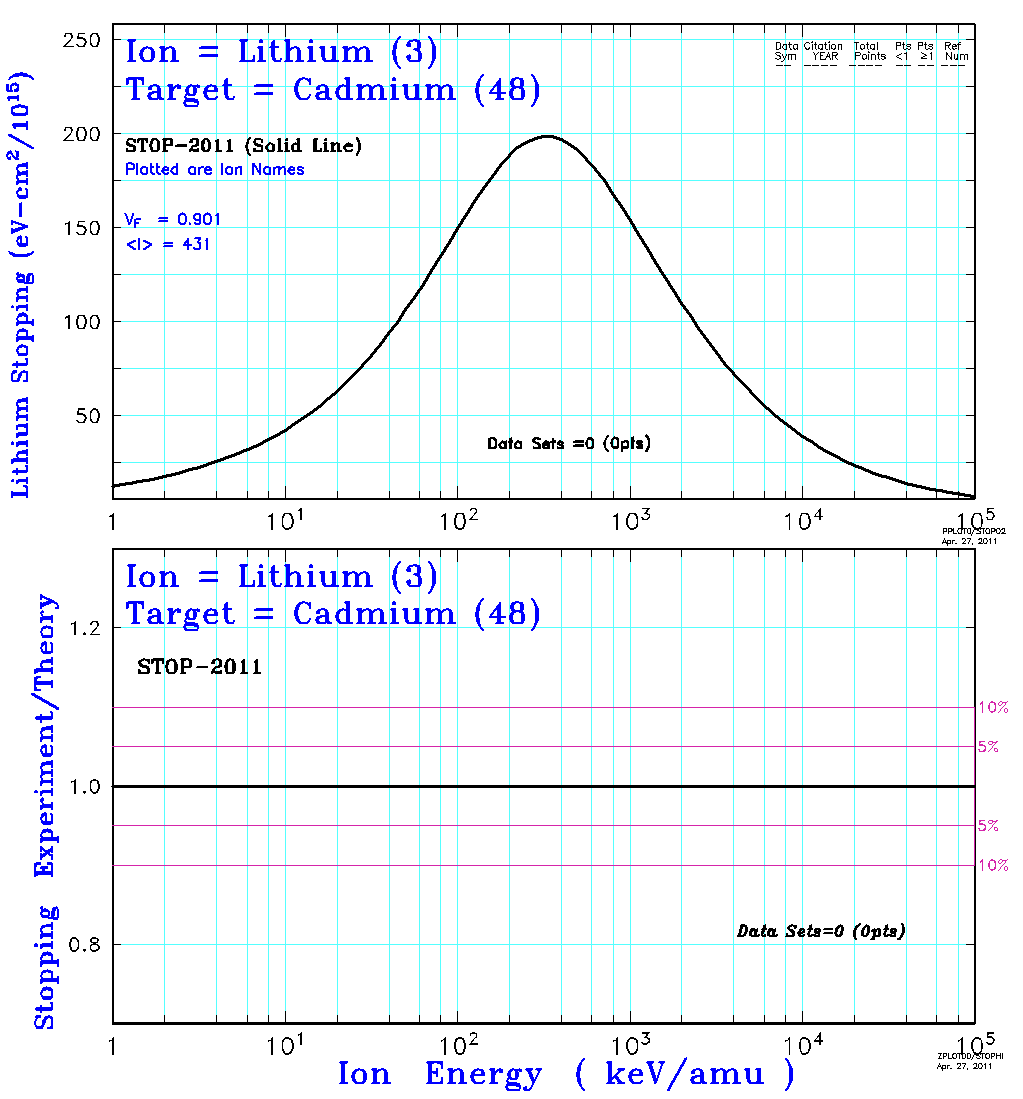 Ion = Lithium (3)
Target = Cadmium (48)
STOP-2011 (Solid Line)
Plotted are Ion Names
V_F = 0.901
<I> = 431
Data Citation Total Pts Pts Ref
Sym YEAR Points <1 ≥1 Num
Data Sets =0 (0pts)
Lithium Stopping (eV-cm²/10¹⁵)
250
200
150
100
50
1 10¹ 10² 10³ 10⁴ 10⁵
PPLOT0/STOP02
Apr. 27, 2011
Ion = Lithium (3)
Target = Cadmium (48)
STOP-2011
Stopping Experiment/Theory
1.2
1.0
0.8
10%
5%
5%
10%
Data Sets=0 (0pts)
1 10¹ 10² 10³ 10⁴ 10⁵
Ion Energy ( keV/amu )
Apr. 27, 2011